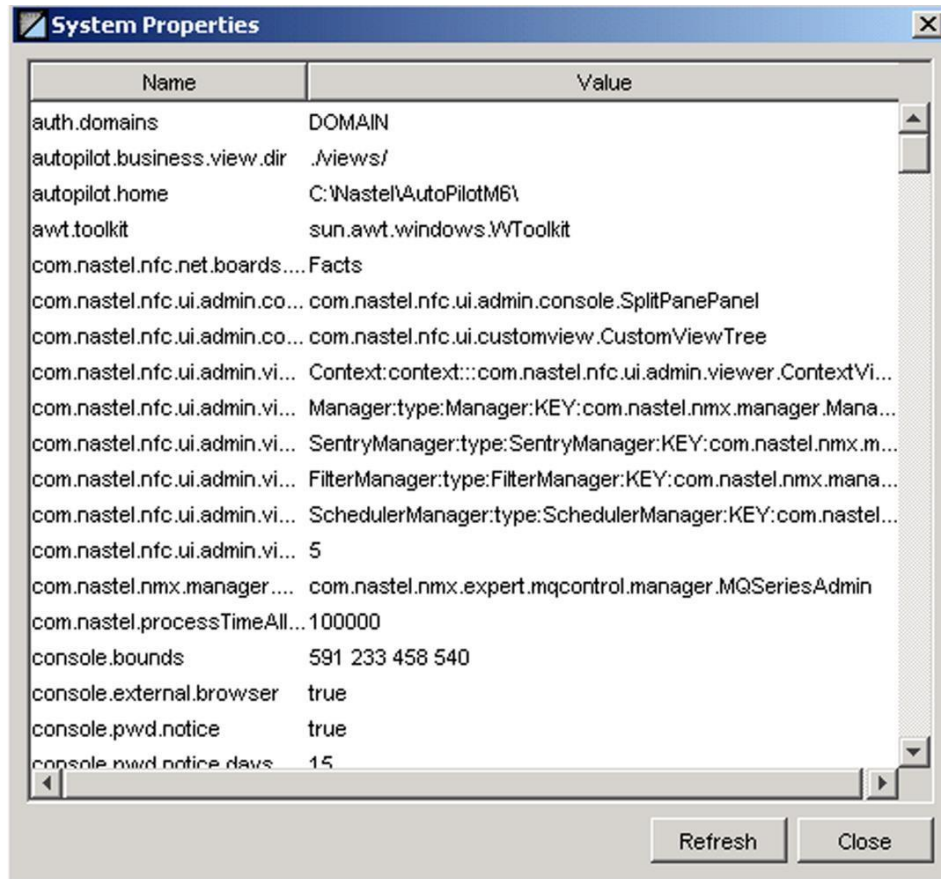 System Properties
Name Value
auth.domains DOMAIN
autopilot.business.view.dir ./views/
autopilot.home C:\Nastel\AutoPilotM6\
awt.toolkit sun.awt.windows.WToolkit
com.nastel.nfc.net.boards.... Facts
com.nastel.nfc.ui.admin.co... com.nastel.nfc.ui.admin.console.SplitPanePanel
com.nastel.nfc.ui.admin.co... com.nastel.nfc.ui.customview.CustomViewTree
com.nastel.nfc.ui.admin.vi... Context:context:::com.nastel.nfc.ui.admin.viewer.ContextVi...
com.nastel.nfc.ui.admin.vi... Manager:type:Manager:KEY:com.nastel.nmx.manager.Mana...
com.nastel.nfc.ui.admin.vi... SentryManager:type:SentryManager:KEY:com.nastel.nmx.m...
com.nastel.nfc.ui.admin.vi... FilterManager:type:FilterManager:KEY:com.nastel.nmx.mana...
com.nastel.nfc.ui.admin.vi... SchedulerManager:type:SchedulerManager:KEY:com.nastel...
com.nastel.nfc.ui.admin.vi... 5
com.nastel.nmx.manager.... com.nastel.nmx.expert.mqcontrol.manager.MQSeriesAdmin
com.nastel.processTimeAll... 100000
console.bounds 591 233 458 540
console.external.browser true
console.pwd.notice true
console.pwd.notice.days 15
Refresh Close